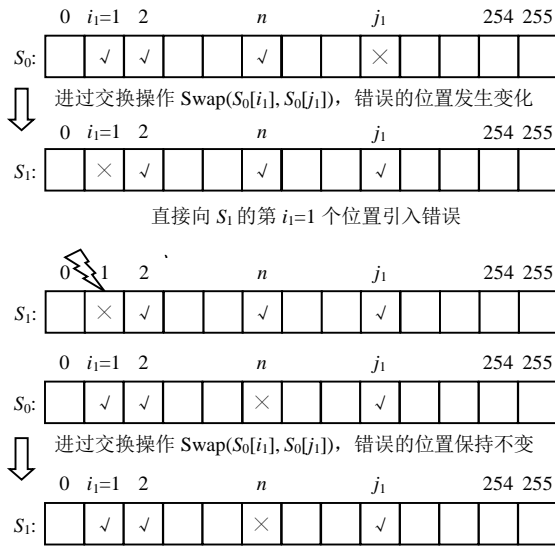 0 i₁=1 2 n j₁ 254 255
S₀: √ √ √ ×
进过交换操作 Swap(S₀[i₁], S₀[j₁])，错误的位置发生变化
0 i₁=1 2 n j₁ 254 255
S₁: × √ √ √
直接向 S₁ 的第 i₁=1 个位置引入错误
0 1 2 n j₁ 254 255
S₁: × √ √ √
0 i₁=1 2 n j₁ 254 255
S₀: √ √ × √
进过交换操作 Swap(S₀[i₁], S₀[j₁])，错误的位置保持不变
0 i₁=1 2 n j₁ 254 255
S₁: √ √ × √